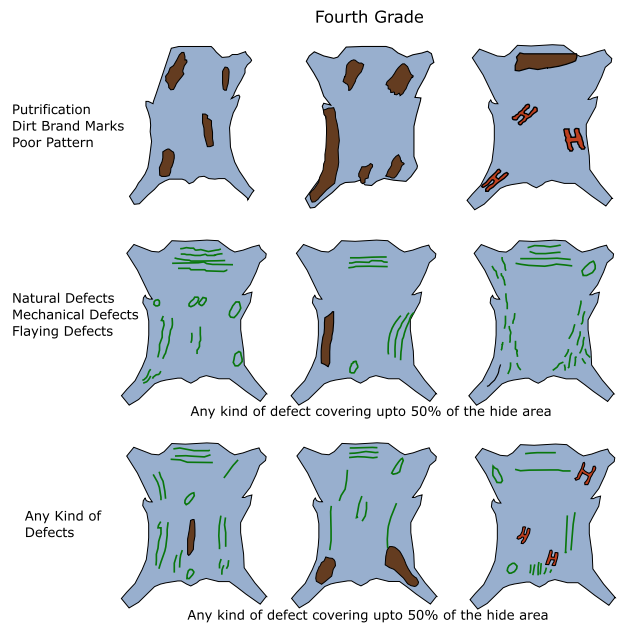 Fourth Grade
Putrification
Dirt Brand Marks
Poor Pattern
H
H
H
Natural Defects
Mechanical Defects
Flaying Defects
Any kind of defect covering upto 50% of the hide area
Any Kind of
Defects
H
H
H
Any kind of defect covering upto 50% of the hide area